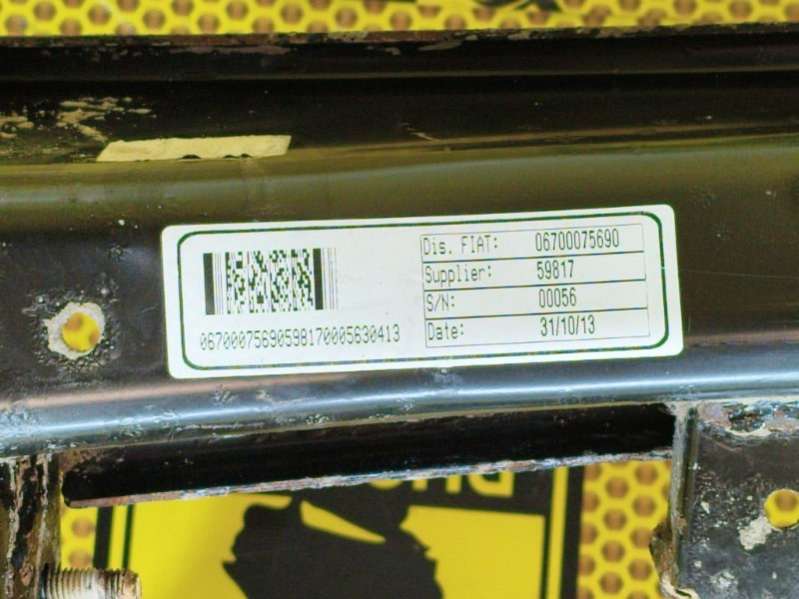 Dis. FIAT: 06700075690
Supplier: 59817
S/N: 00056
Date: 31/10/13
06700075690598170005630413